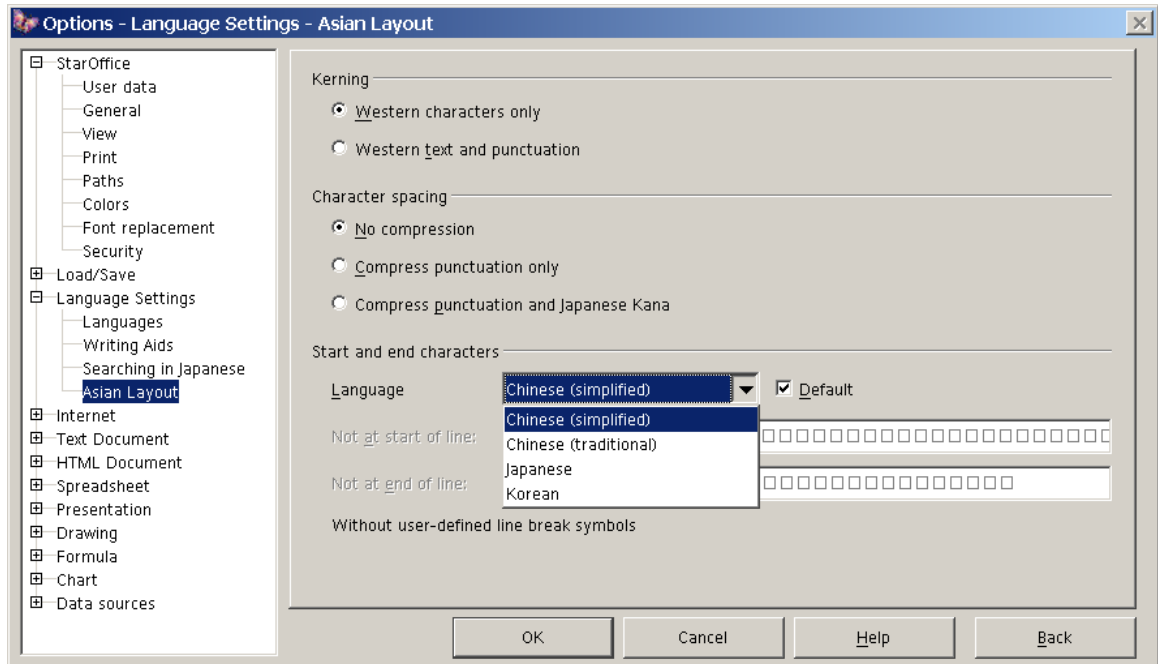 Options - Language Settings - Asian Layout
StarOffice
User data
General
View
Print
Paths
Colors
Font replacement
Security
Load/Save
Language Settings
Languages
Writing Aids
Searching in Japanese
Asian Layout
Internet
Text Document
HTML Document
Spreadsheet
Presentation
Drawing
Formula
Chart
Data sources
Kerning
Western characters only
Western text and punctuation
Character spacing
No compression
Compress punctuation only
Compress punctuation and Japanese Kana
Start and end characters
Language Chinese (simplified) Default
Chinese (simplified)
Not at start of line:
Chinese (traditional)
Japanese
Not at end of line:
Korean
Without user-defined line break symbols
OK Cancel Help Back